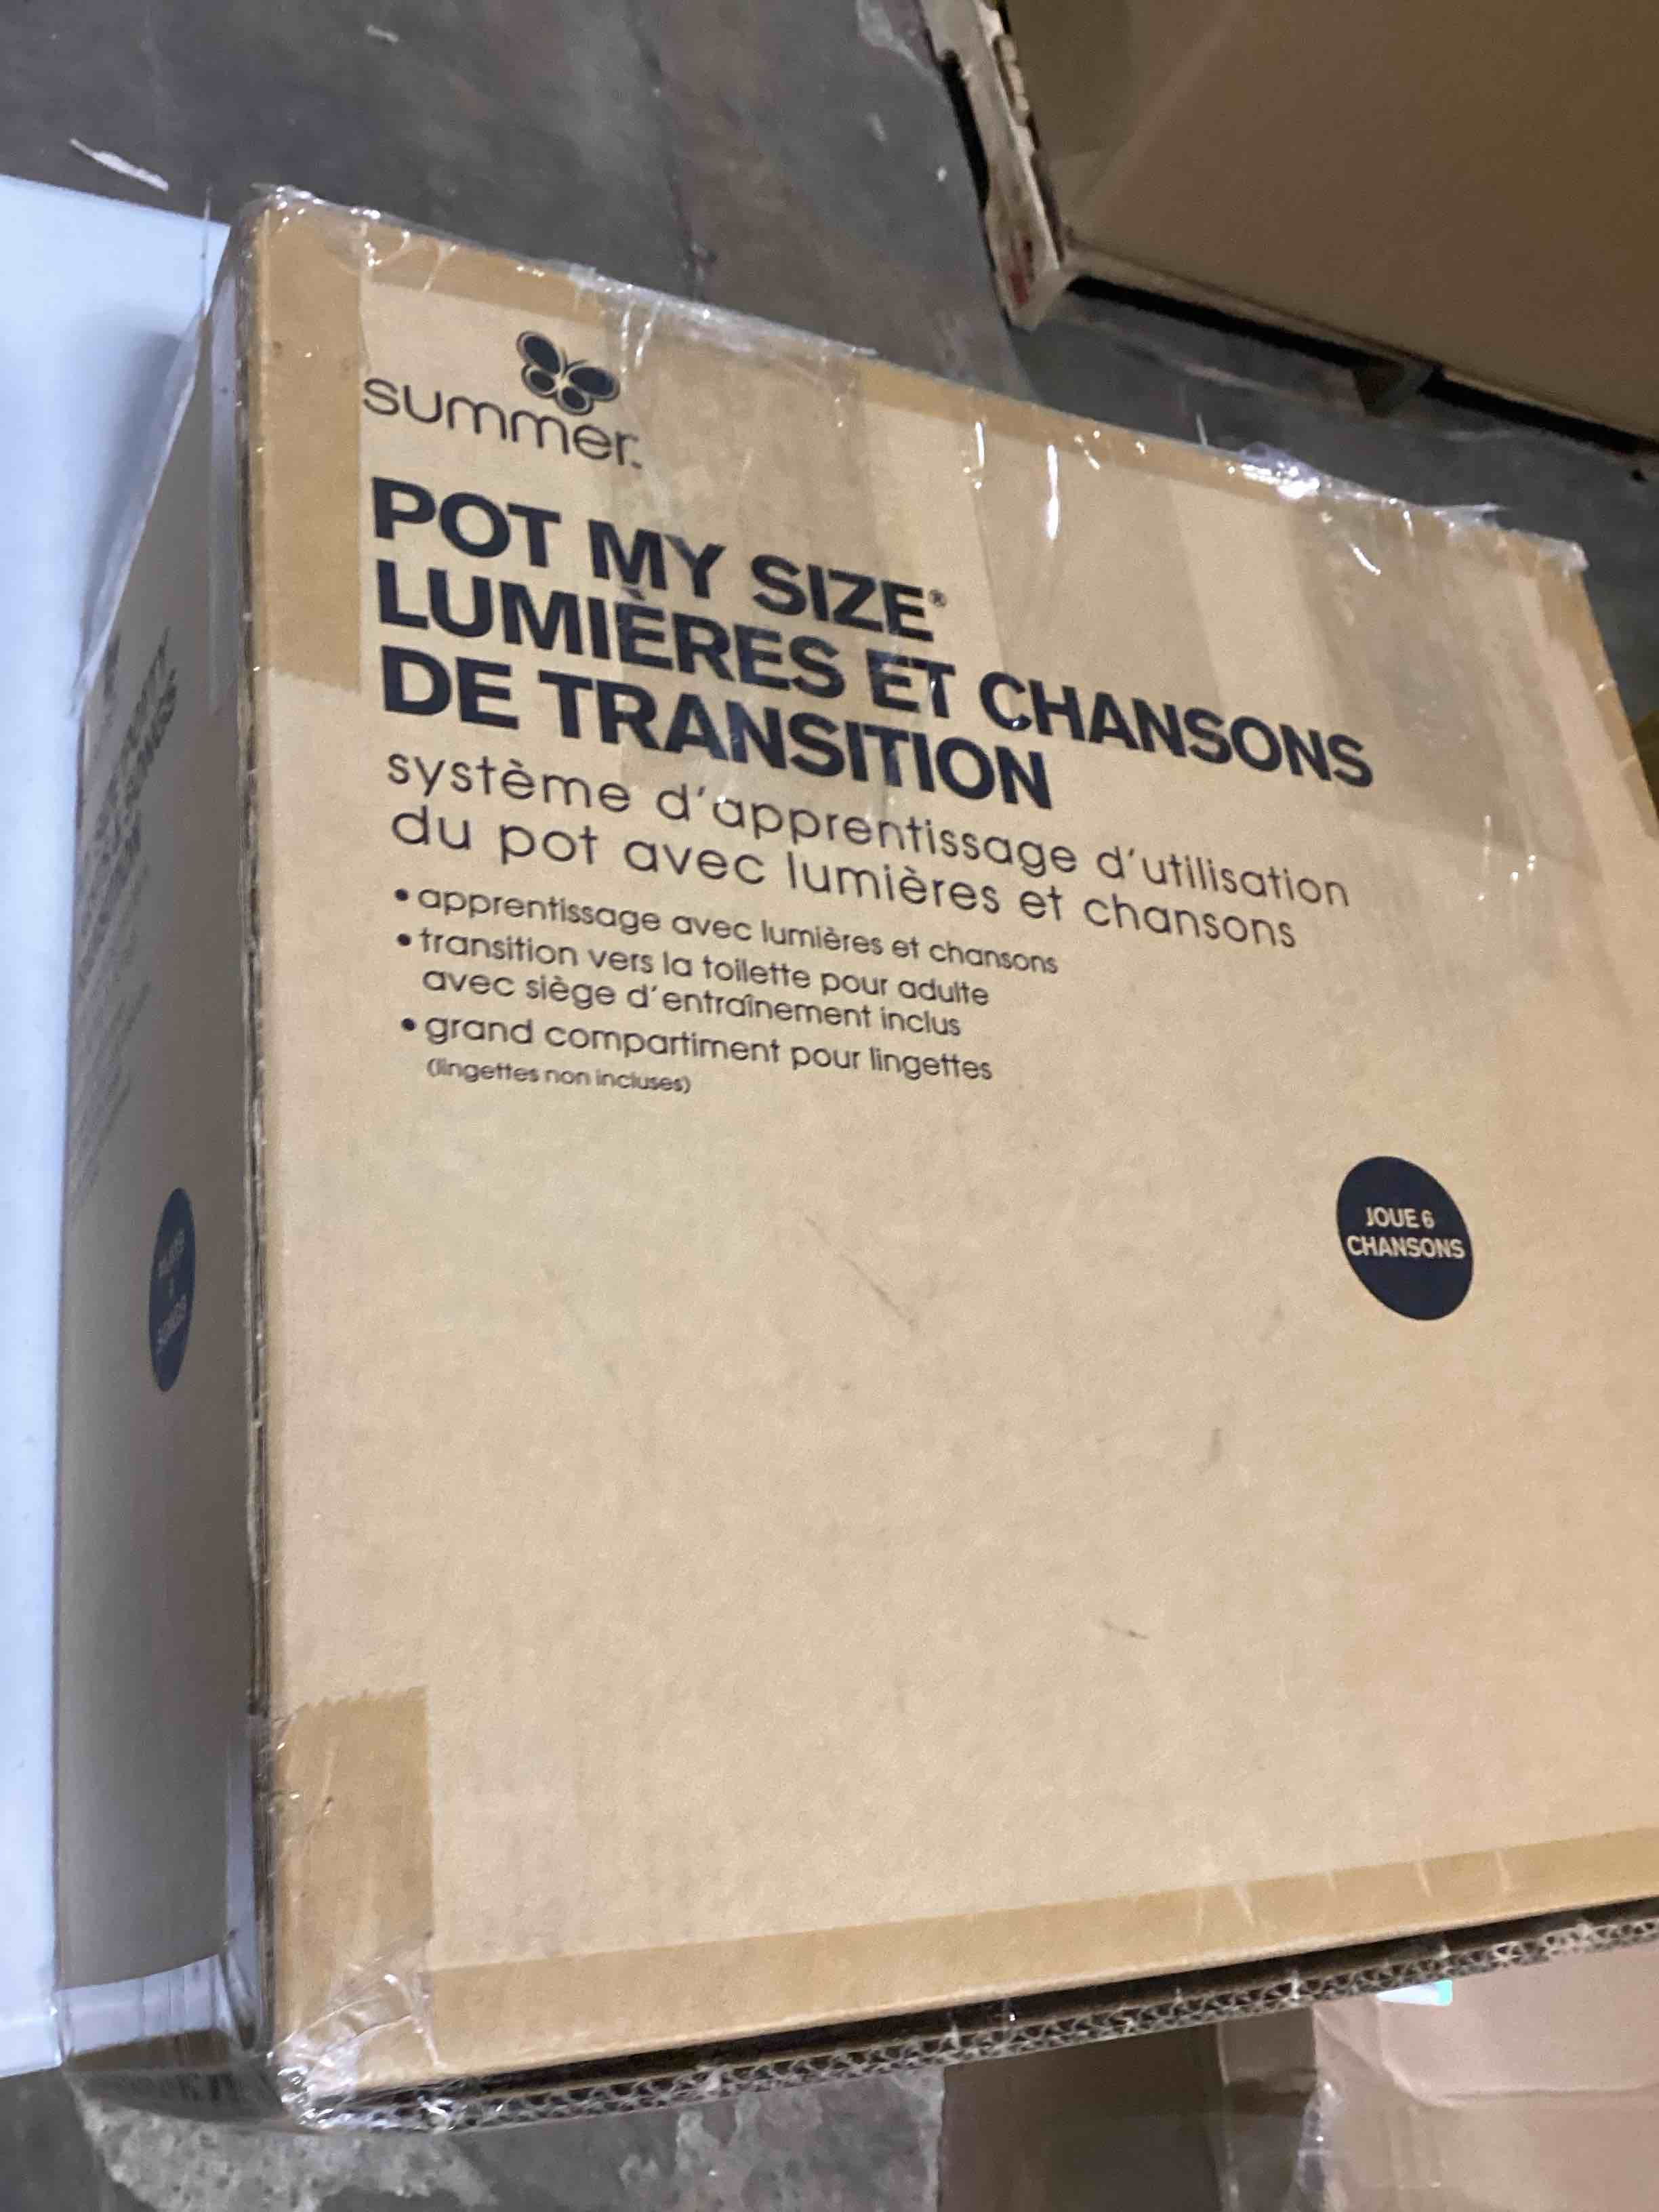 summer.
POT MY SIZE®
LUMIÈRES ET CHANSONS
DE TRANSITION
système d'apprentissage d'utilisation
du pot avec lumières et chansons
• apprentissage avec lumières et chansons
• transition vers la toilette pour adulte
avec siège d'entraînement inclus
• grand compartiment pour lingettes
(lingettes non incluses)
JOUE 6
CHANSONS